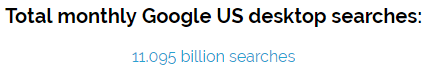 Total monthly Google US desktop searches:
11.095 billion searches